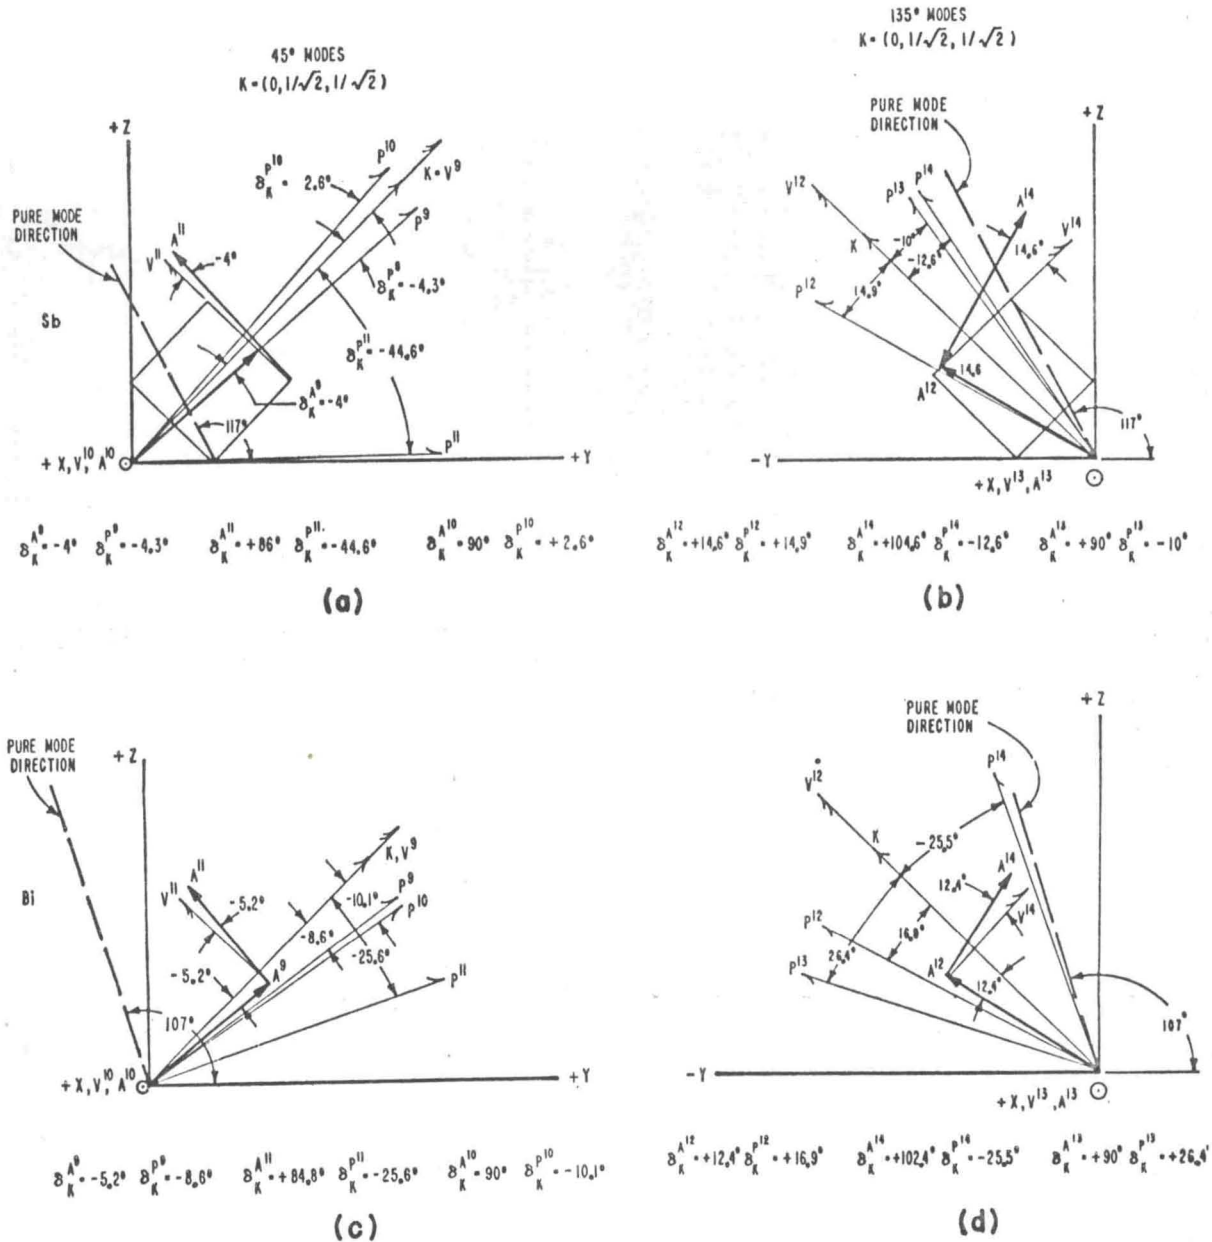 45° MODES
K=(0,1/√2,1/√2)
+Z
PURE MODE
DIRECTION
δ_K^P10 = 2.6°
P10
K=V9
P9
A11
V11
-4°
δ_K^P9 = -4.3°
Sb
δ_K^P11 = -44.6°
δ_K^A9 = -4°
117°
P11
+X,V10,A10
+Y
δ_K^A9=-4° δ_K^P9=-4.3° δ_K^A11=+86° δ_K^P11=-44.6° δ_K^A10=90° δ_K^P10=+2.6°
(a)
135° MODES
K=(0,1/√2,1/√2)
PURE MODE
DIRECTION
+Z
V12
P13
P14
A14
V14
K
-10°
-12.6°
14.6°
P12
14.9°
14.6
A12
117°
-Y
+X,V13,A13
δ_K^A12=+14.6° δ_K^P12=+14.9° δ_K^A14=+104.6° δ_K^P14=-12.6° δ_K^A13=+90° δ_K^P13=-10°
(b)
PURE MODE
DIRECTION
+Z
K,V9
A11
V11
-5.2°
-10.1°
P9
P10
Bi
-8.6°
-25.6°
-5.2°
A9
P11
107°
+X,V10,A10
+Y
δ_K^A9=-5.2° δ_K^P9=-8.6° δ_K^A11=+84.8° δ_K^P11=-25.6° δ_K^A10=90° δ_K^P10=-10.1°
(c)
PURE MODE
DIRECTION
+Z
P14
V12
K
-25.5°
A14
12.4°
V14
P12
P13
26.4°
A12
12.4°
107°
-Y
+X,V13,A13
δ_K^A12=+12.4° δ_K^P12=+16.9° δ_K^A14=+102.4° δ_K^P14=-25.5° δ_K^A13=+90° δ_K^P13=+26.4°
(d)